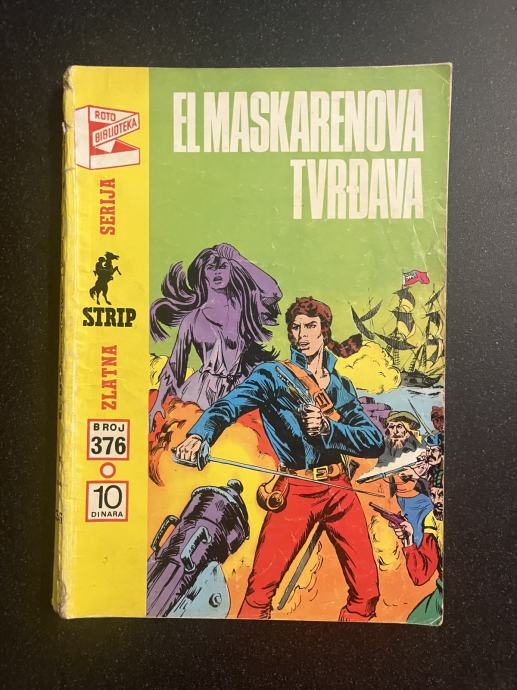 ROTO
BIBLIOTEKA
EL MASKARENOVA
TVRĐAVA
ZLATNA SERIJA
STRIP
BROJ
376
10
DINARA